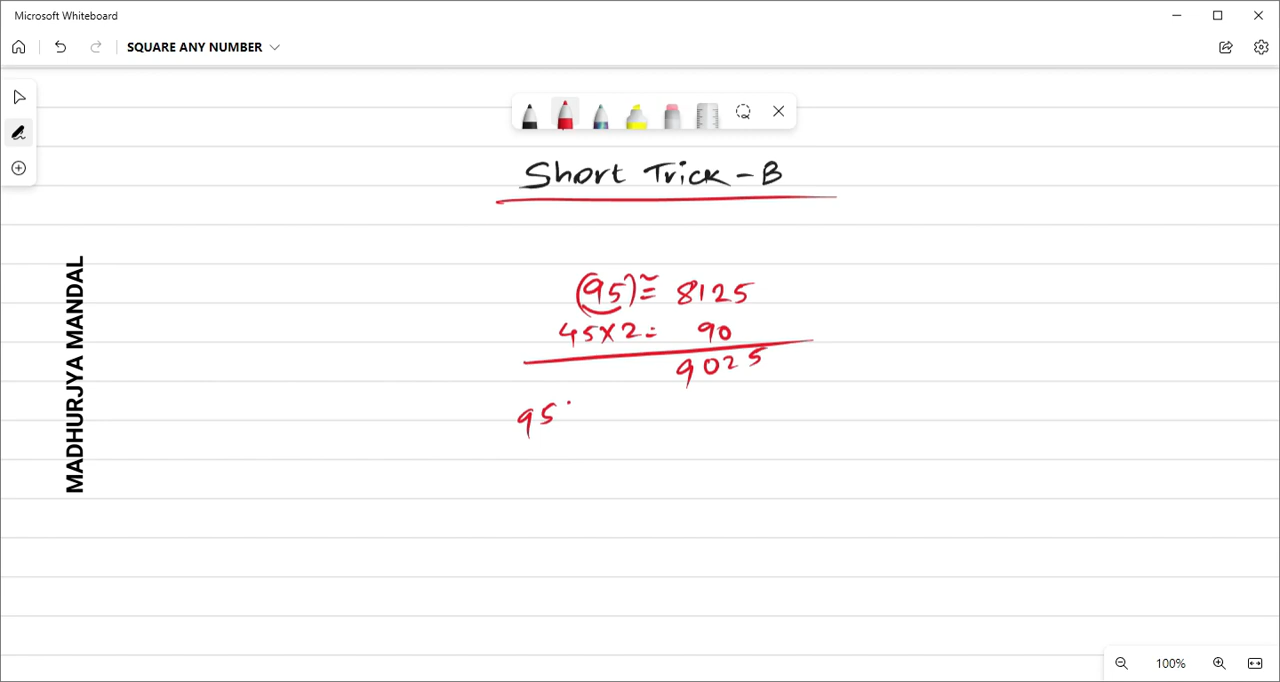 Microsoft Whiteboard
SQUARE ANY NUMBER
Short Trick - B
MADHURJYA MANDAL
(95)² = 8125
45×2 = 90
9025
95
100%